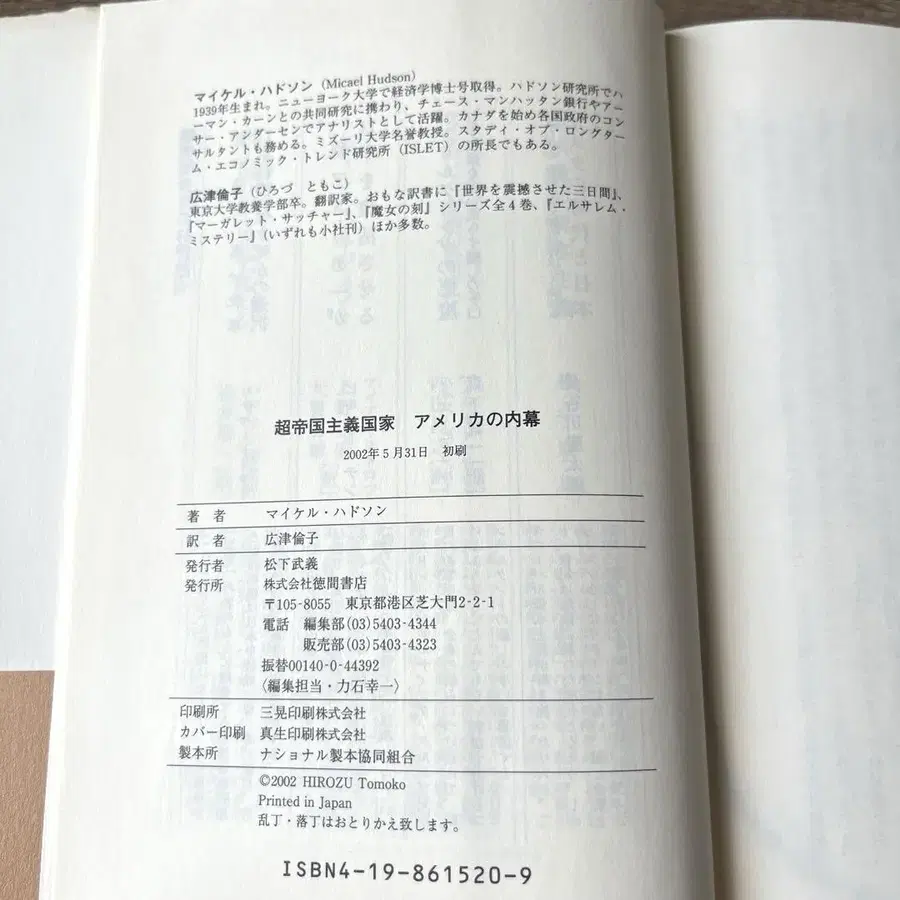 マイケル・ハドソン（Micael Hudson）
1939年生まれ。ニューヨーク大学で経済学博士号取得。ハドソン研究所でハ
ーマン・カーンとの共同研究に携わり、チェース・マンハッタン銀行やアー
サー・アンダーセンでアナリストとして活躍。カナダを始め各国政府のコン
サルタントも務める。ミズーリ大学名誉教授。スタディ・オブ・ロングター
ム・エコノミック・トレンド研究所（ISLET）の所長でもある。
広津倫子（ひろづ　ともこ）
東京大学教養学部卒。翻訳家。おもな訳書に『世界を震撼させた三日間』、
『マーガレット・サッチャー』、『魔女の刻』シリーズ全４巻、『エルサレム・
ミステリー』（いずれも小社刊）ほか多数。
超帝国主義国家　アメリカの内幕
2002年５月31日　初刷
著　者　マイケル・ハドソン
訳　者　広津倫子
発行者　松下武義
発行所　株式会社徳間書店
〒105-8055　東京都港区芝大門2-2-1
電話　編集部(03)5403-4344
販売部(03)5403-4323
振替00140-0-44392
〈編集担当・力石幸一〉
印刷所　三晃印刷株式会社
カバー印刷　真生印刷株式会社
製本所　ナショナル製本協同組合
©2002 HIROZU Tomoko
Printed in Japan
乱丁・落丁はおとりかえ致します。
ISBN4-19-861520-9